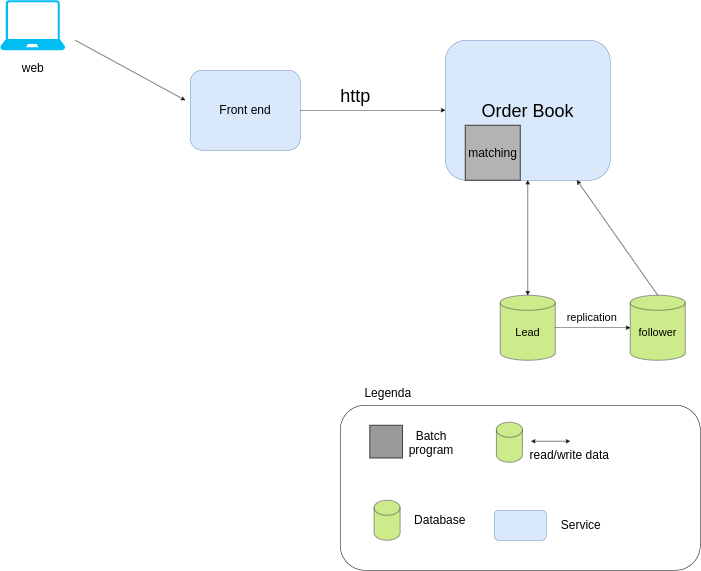 web
Front end
http
Order Book
matching
Lead
replication
follower
Legenda
Batch
program
read/write data
Database
Service